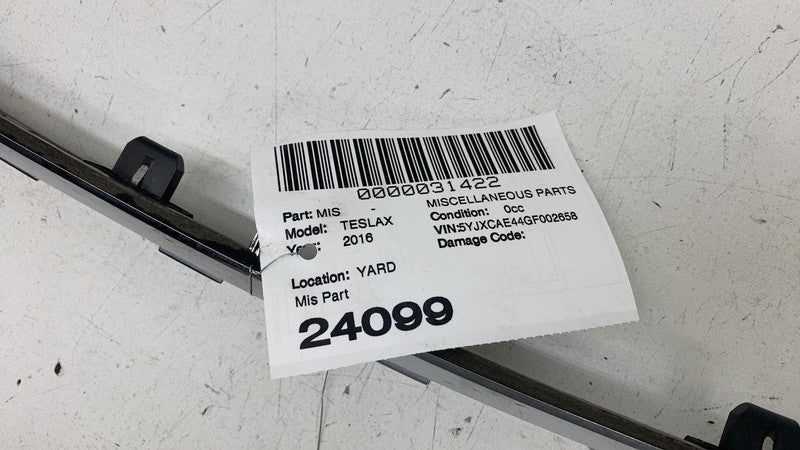 0000031422
Part: MIS - MISCELLANEOUS PARTS
Model: TESLAX Condition: 0cc
2016 VIN:5YJXCAE44GF002658
Damage Code:
Location: YARD
Mis Part
24099